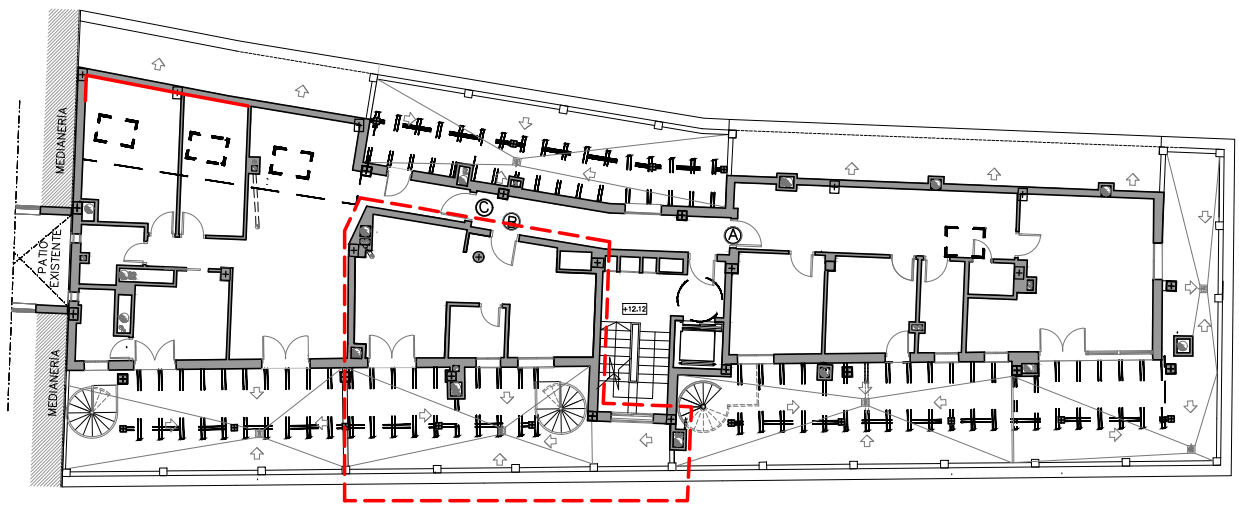 MEDIANERÍA
PATIO
EXISTENTE
MEDIANERÍA
C
B
A
+12.12